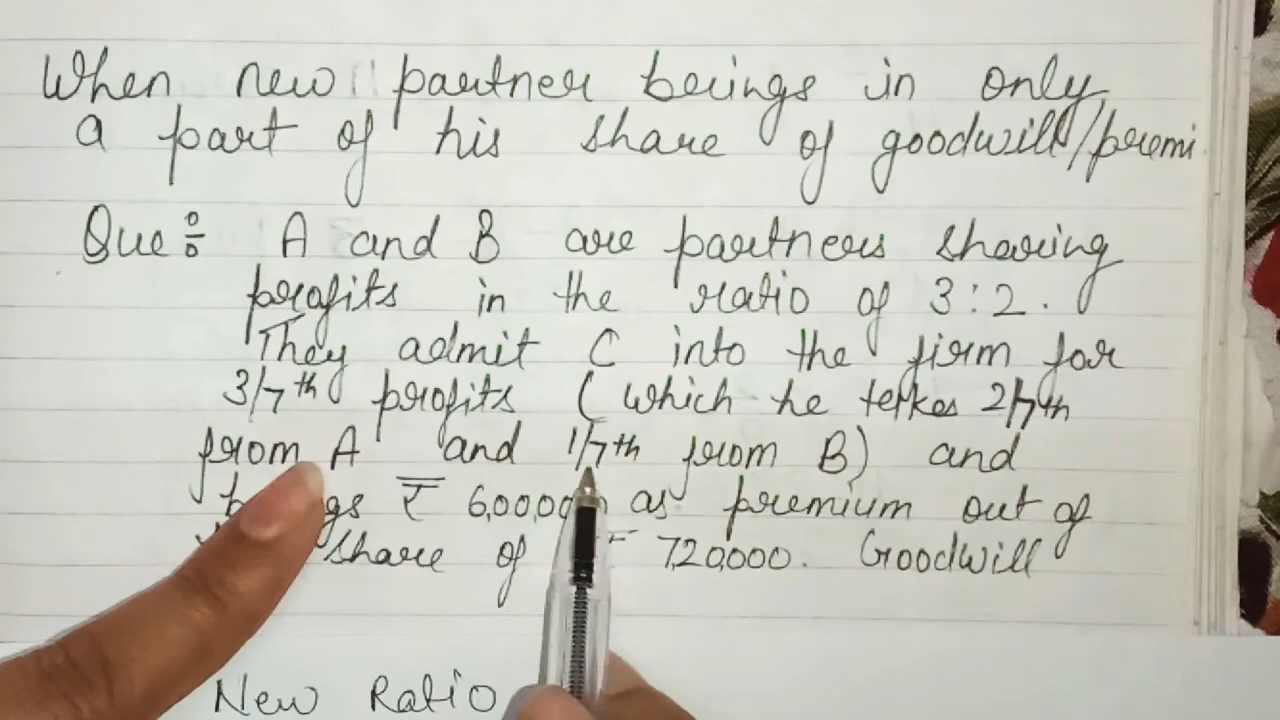 When new partner brings in only
a part of his share of goodwill/premi
Que: A and B are partners sharing
profits in the ratio of 3:2.
They admit C into the firm for
3/7th profits (which he takes 2/7th
from A and 1/7th from B) and
₹ 6,00,00 as premium out of
share of 7,20,000. Goodwill
New Ratio